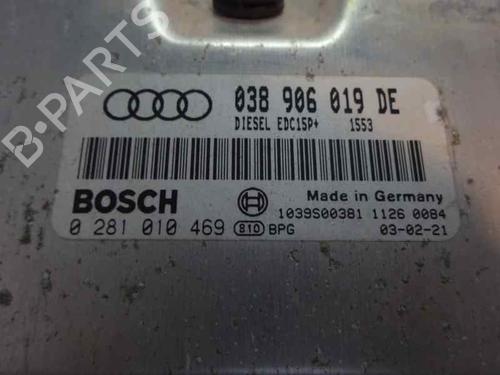 038 906 019 DE
DIESEL EDC15P+ 1553
BOSCH
Made in Germany
1039S00381 1126 0084
0 281 010 469 810 BPG
03-02-21
B-PARTS